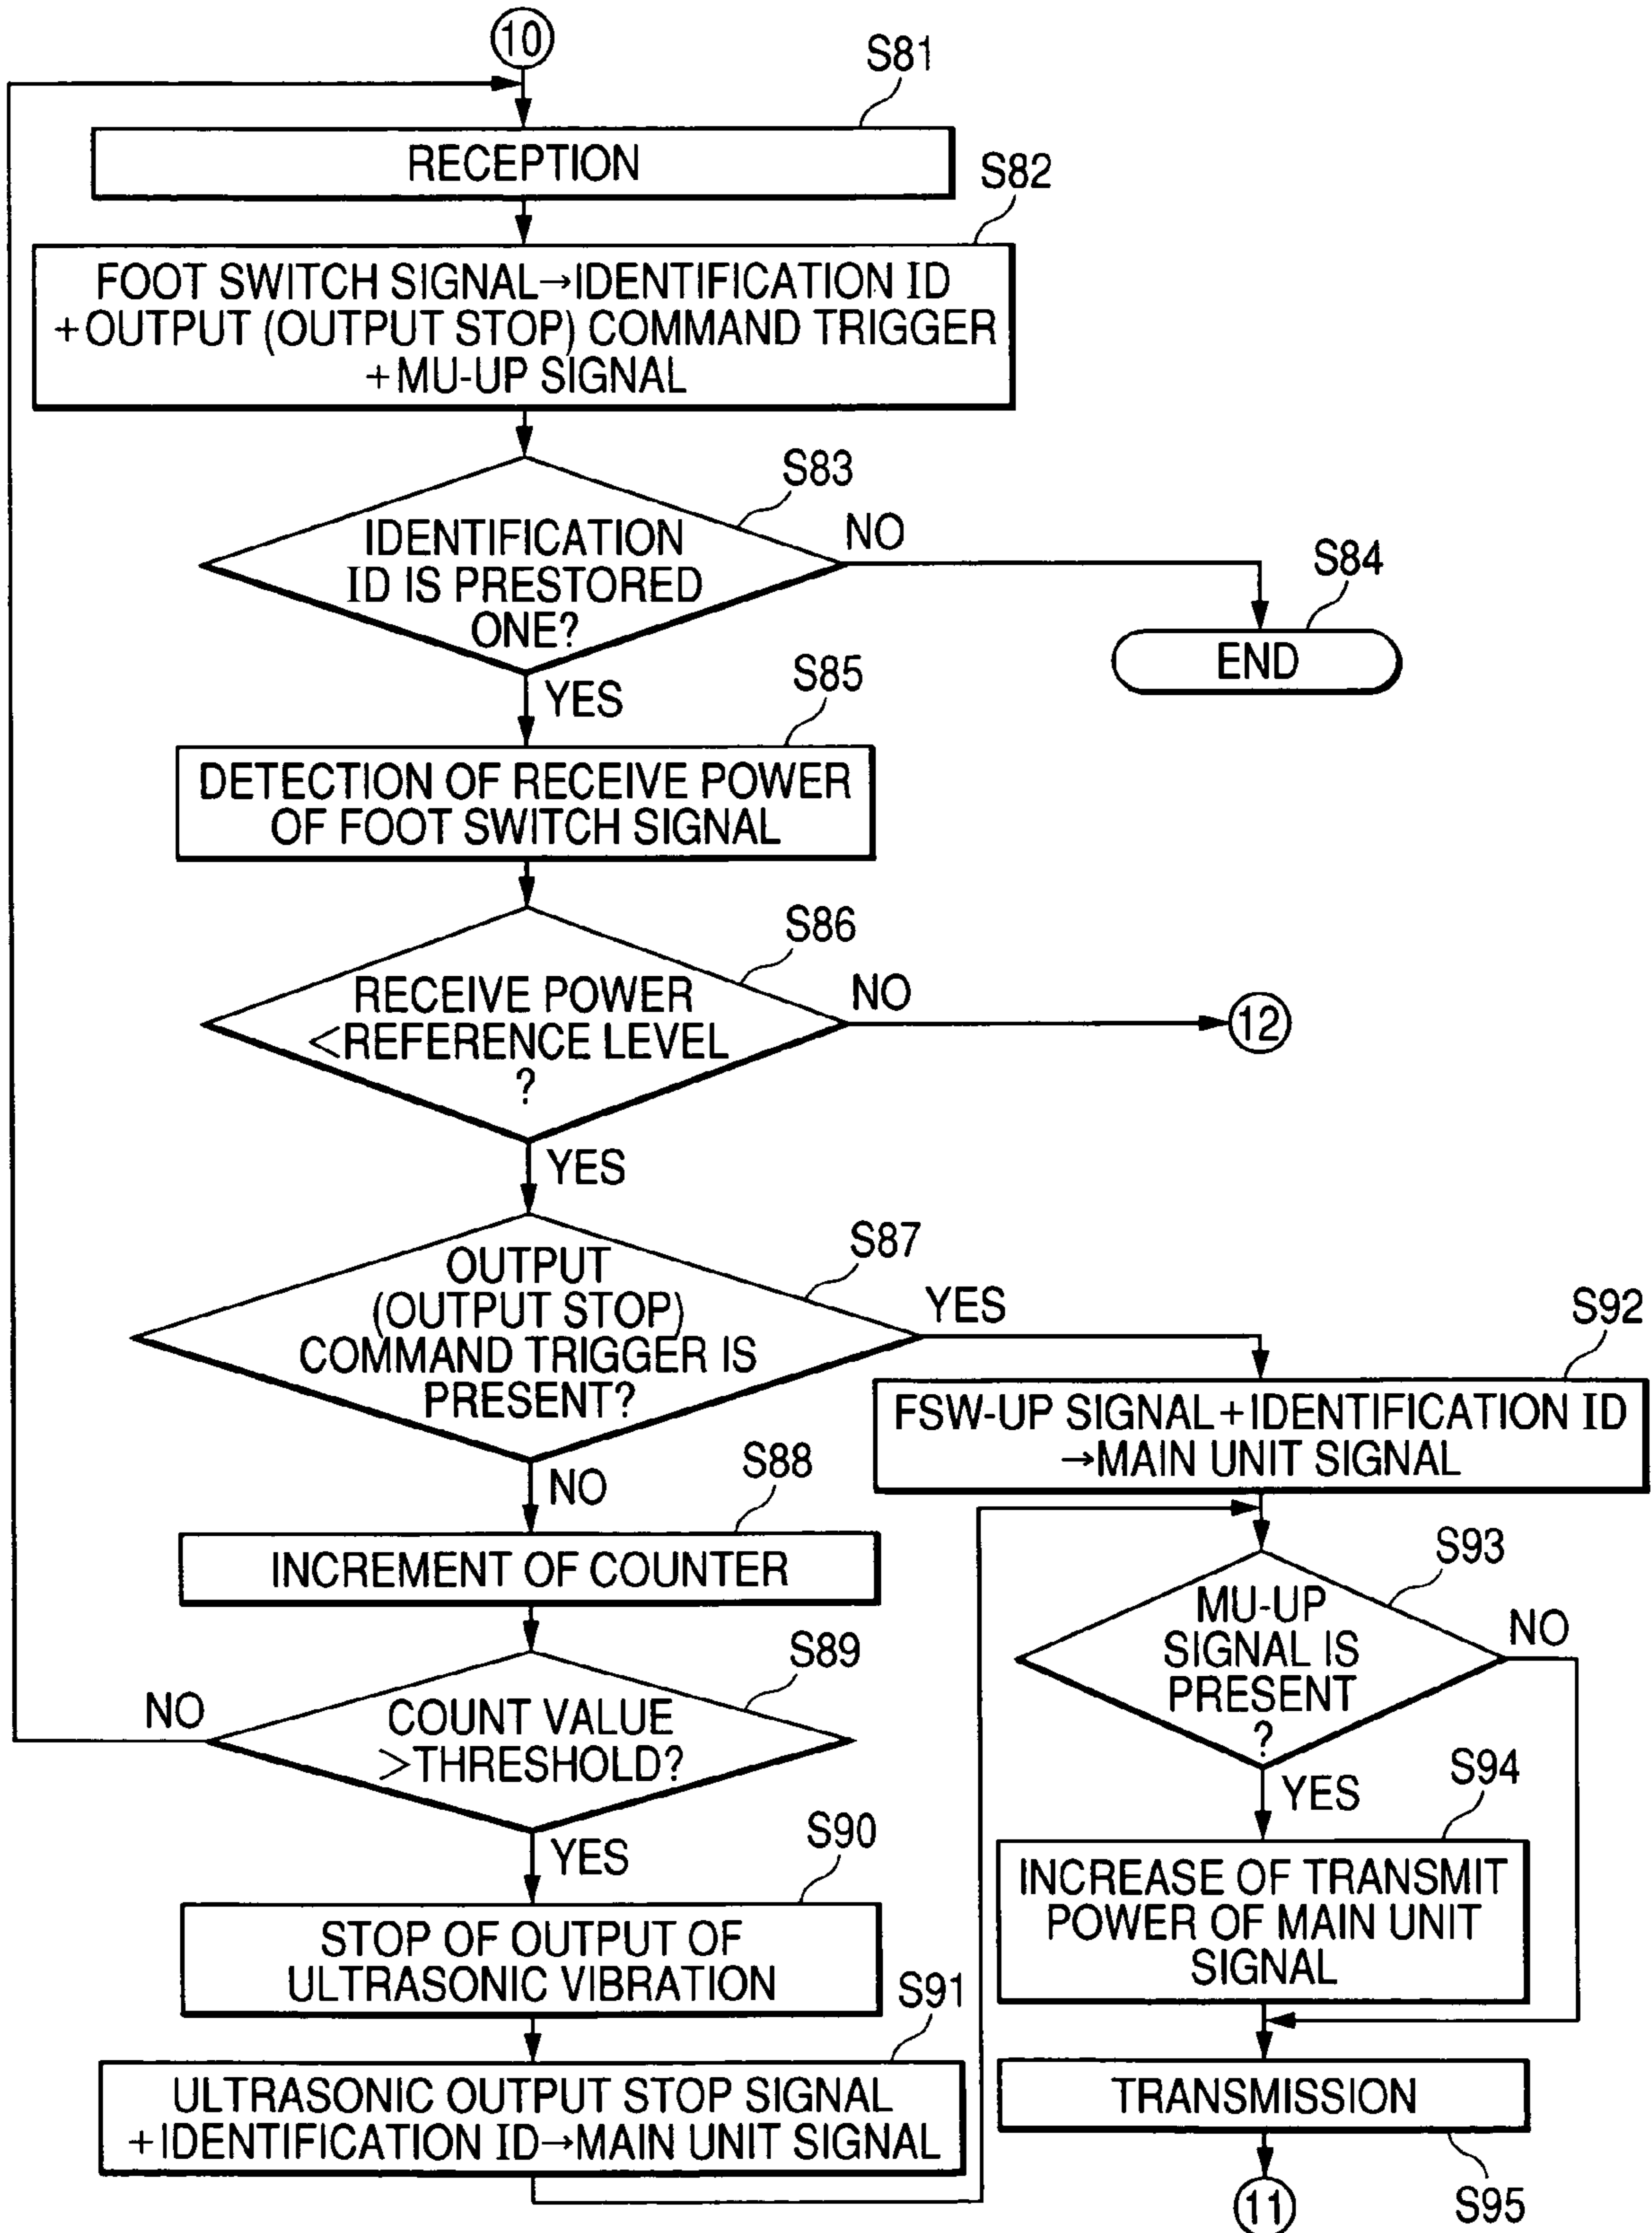 10
S81
RECEPTION
S82
FOOT SWITCH SIGNAL→IDENTIFICATION ID
+OUTPUT (OUTPUT STOP) COMMAND TRIGGER
+MU-UP SIGNAL
S83
IDENTIFICATION
ID IS PRESTORED
ONE?
NO
S84
END
YES
S85
DETECTION OF RECEIVE POWER
OF FOOT SWITCH SIGNAL
S86
RECEIVE POWER
<REFERENCE LEVEL
?
NO
12
YES
S87
OUTPUT
(OUTPUT STOP)
COMMAND TRIGGER IS
PRESENT?
YES
S92
FSW-UP SIGNAL+IDENTIFICATION ID
→MAIN UNIT SIGNAL
NO
S88
INCREMENT OF COUNTER
S89
COUNT VALUE
>THRESHOLD?
NO
YES
S90
STOP OF OUTPUT OF
ULTRASONIC VIBRATION
S91
ULTRASONIC OUTPUT STOP SIGNAL
+IDENTIFICATION ID→MAIN UNIT SIGNAL
S93
MU-UP
SIGNAL IS
PRESENT
?
NO
YES
S94
INCREASE OF TRANSMIT
POWER OF MAIN UNIT
SIGNAL
TRANSMISSION
S95
11